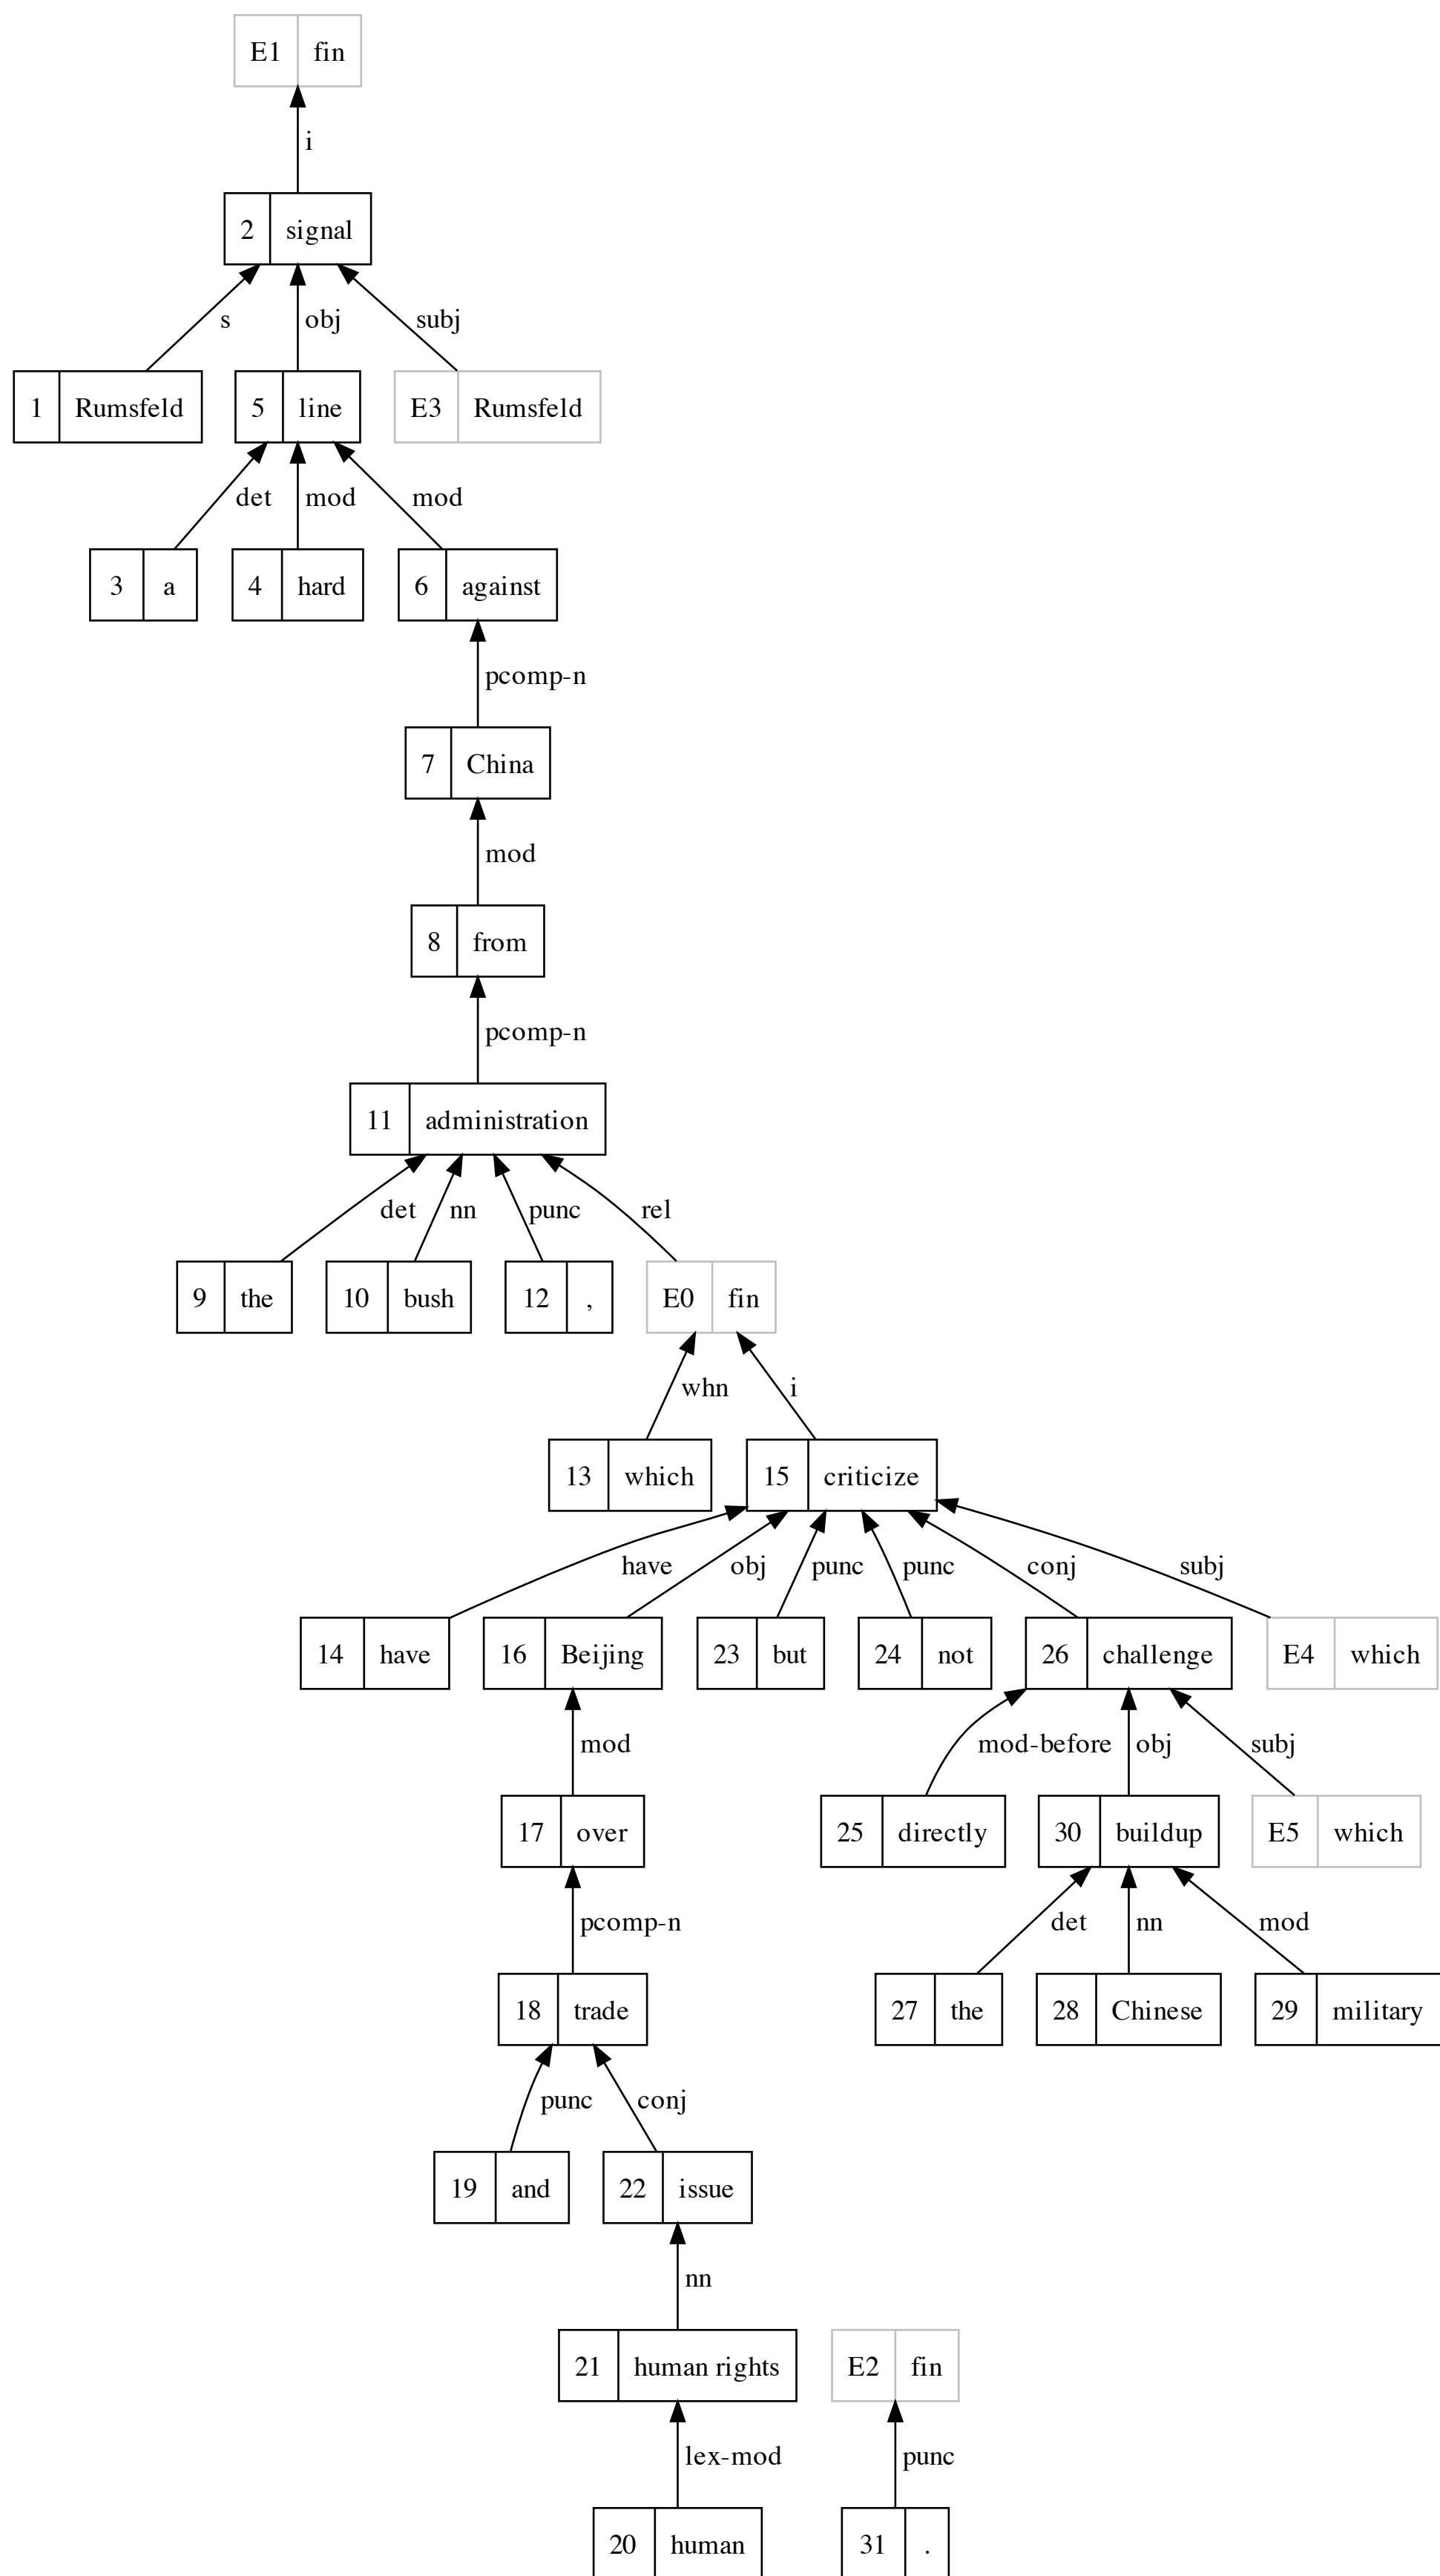 E1 fin
i
2 signal
s obj subj
1 Rumsfeld 5 line E3 Rumsfeld
det mod mod
3 a 4 hard 6 against
pcomp-n
7 China
mod
8 from
pcomp-n
11 administration
det nn punc rel
9 the 10 bush 12 , E0 fin
whn i
13 which 15 criticize
have obj punc punc conj subj
14 have 16 Beijing 23 but 24 not 26 challenge E4 which
mod mod-before obj subj
17 over 25 directly 30 buildup E5 which
pcomp-n det nn mod
18 trade 27 the 28 Chinese 29 military
punc conj
19 and 22 issue
nn
21 human rights E2 fin
lex-mod punc
20 human 31 .